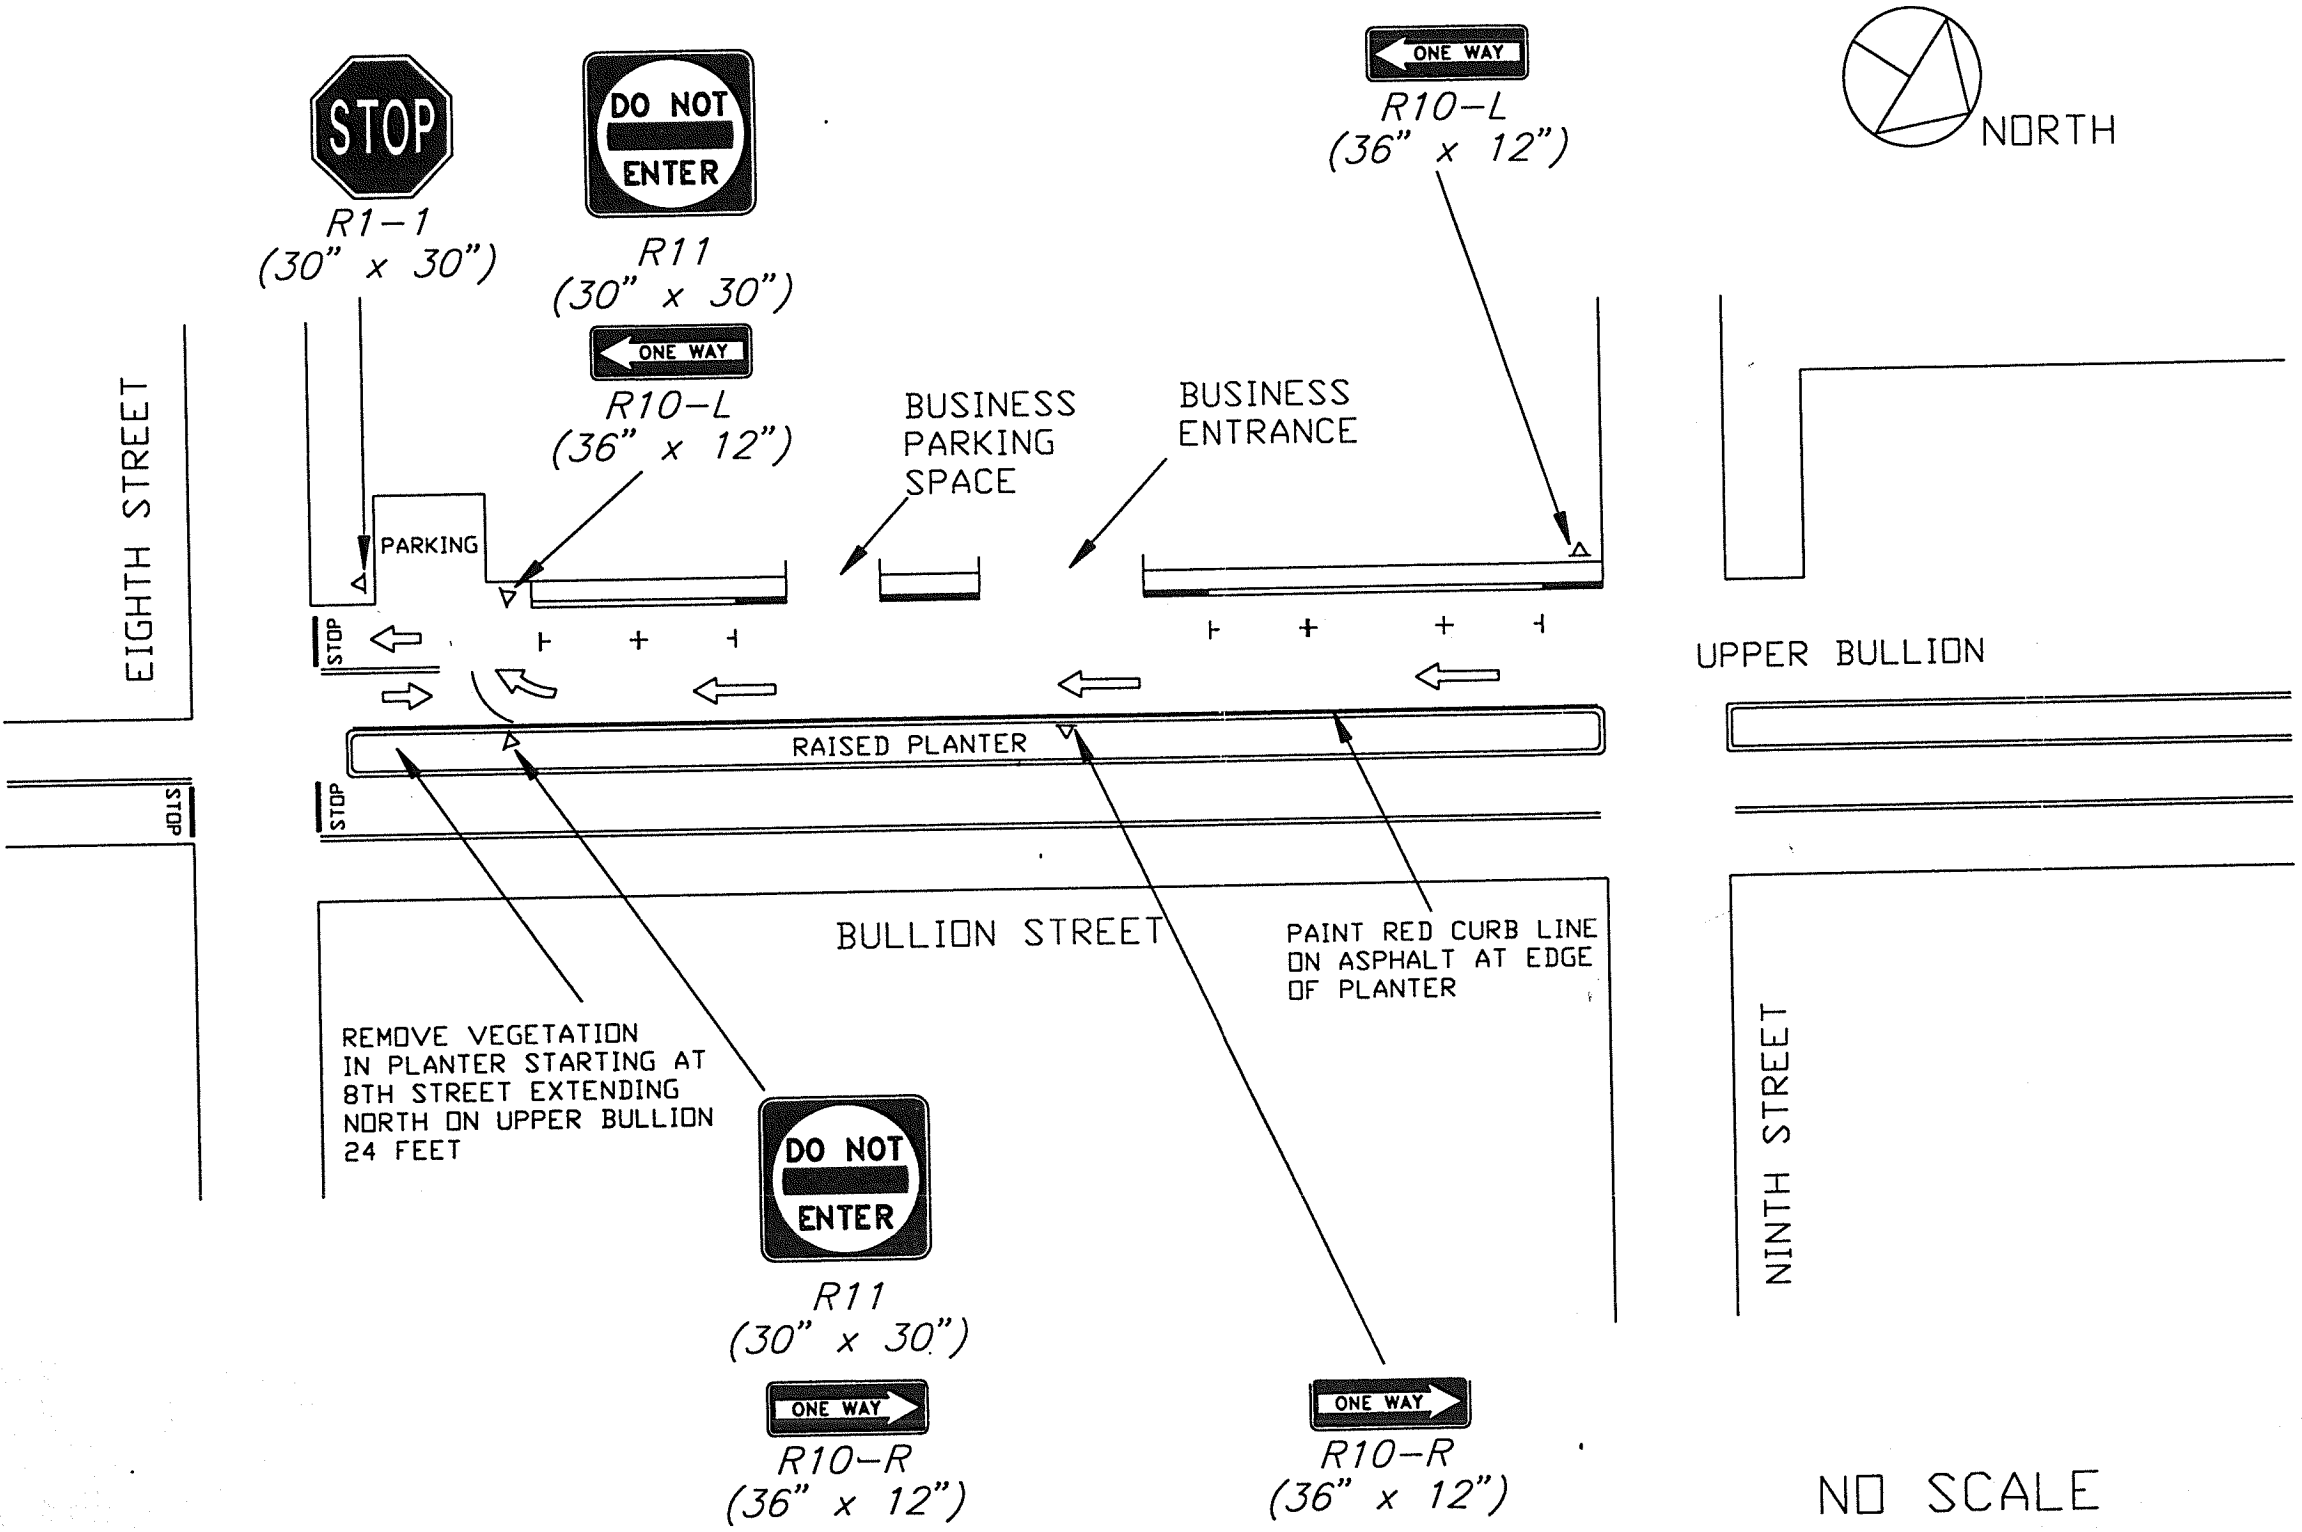 STOP
R1-1
(30" x 30")
DO NOT
ENTER
R11
(30" x 30")
ONE WAY
R10-L
(36" x 12")
ONE WAY
R10-L
(36" x 12")
NORTH
EIGHTH STREET
PARKING
BUSINESS
PARKING
SPACE
BUSINESS
ENTRANCE
STOP
UPPER BULLION
RAISED PLANTER
STOP
STOP
BULLION STREET
PAINT RED CURB LINE
ON ASPHALT AT EDGE
OF PLANTER
REMOVE VEGETATION
IN PLANTER STARTING AT
8TH STREET EXTENDING
NORTH ON UPPER BULLION
24 FEET
NINTH STREET
DO NOT
ENTER
R11
(30" x 30")
ONE WAY
R10-R
(36" x 12")
ONE WAY
R10-R
(36" x 12")
NO SCALE